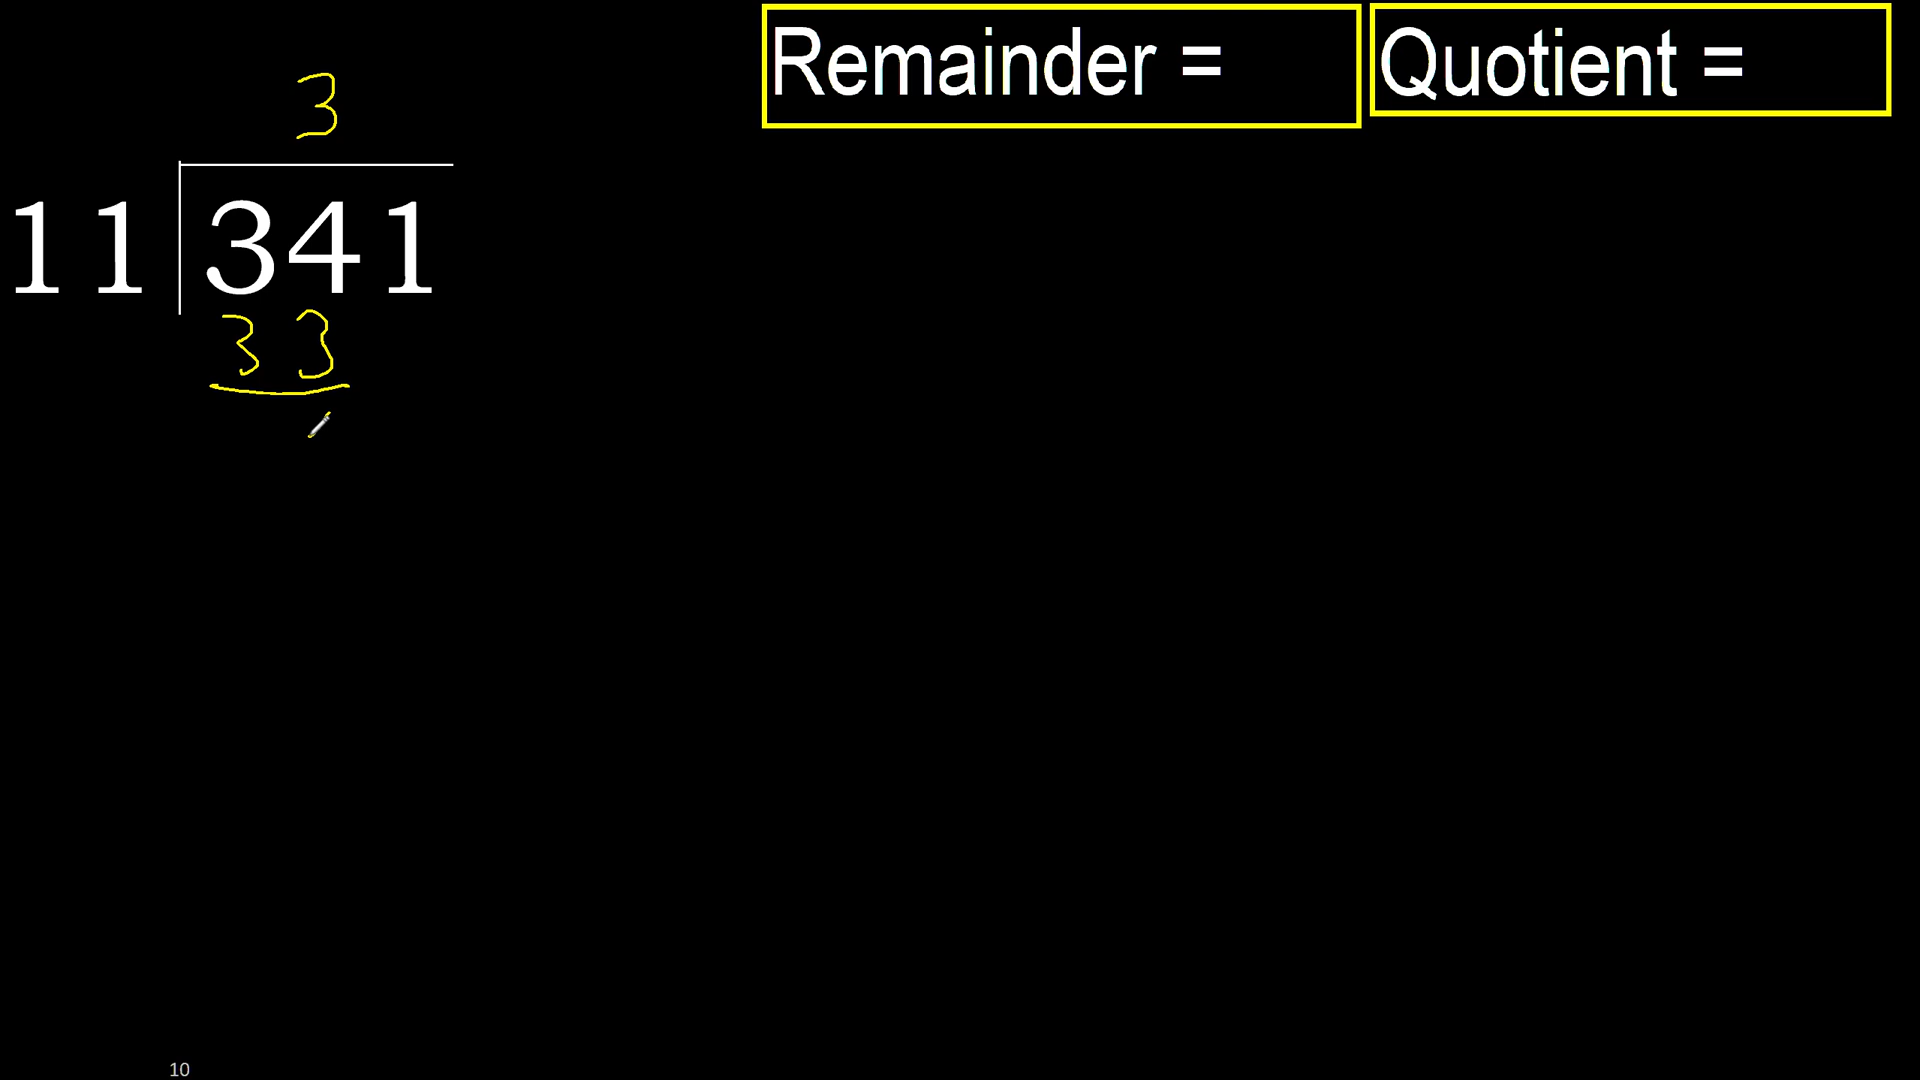 Remainder =
Quotient =
3
11 341
33
10